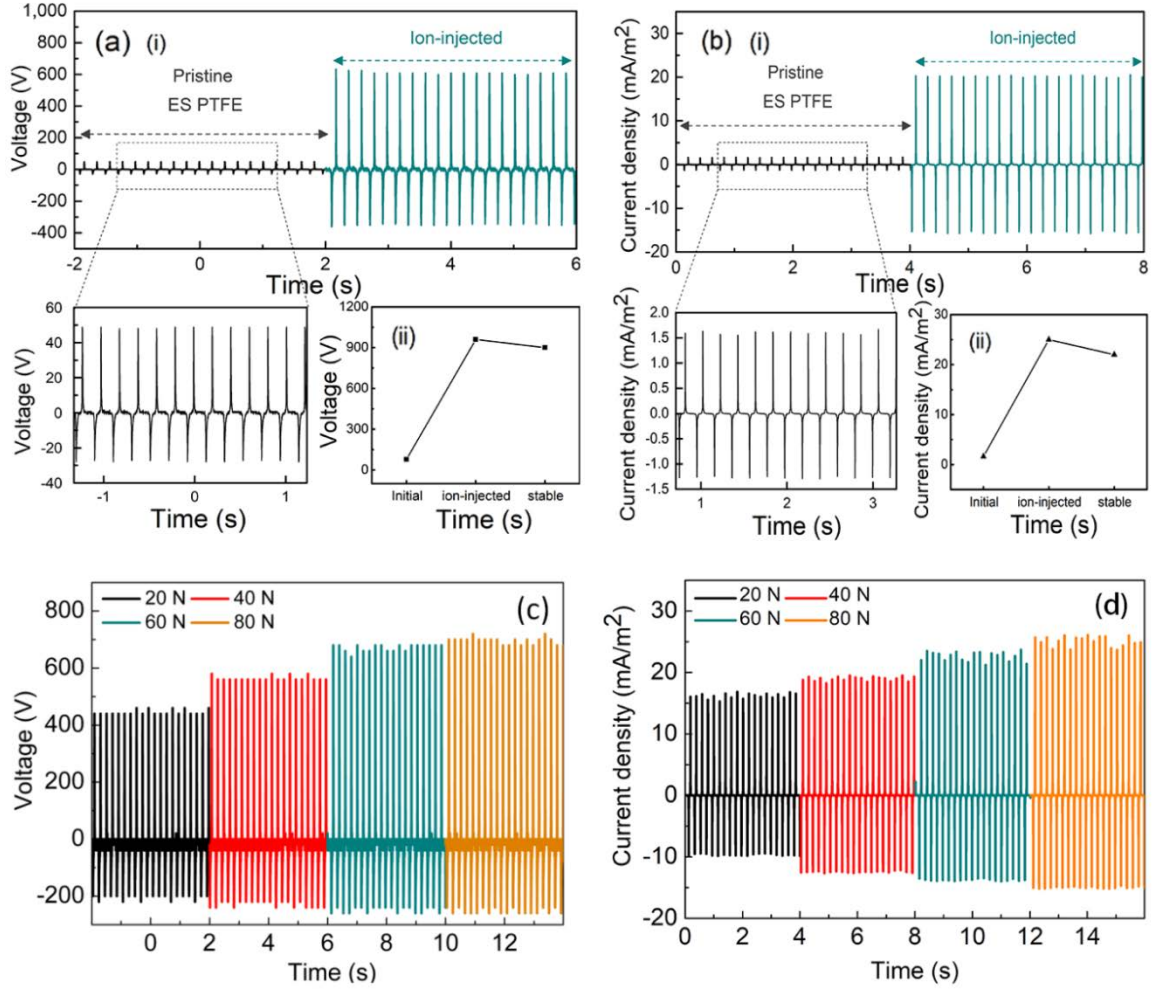 (a) (i)
Ion-injected
Pristine
ES PTFE
Voltage (V)
1,000
800
600
400
200
0
-200
-400
-2 0 2 4 6
Time (s)
Voltage (V)
60
40
20
0
-20
-40
-1 0 1
Time (s)
(ii)
Voltage (V)
1200
900
600
300
0
Initial ion-injected stable
Time (s)
(b) (i)
Ion-injected
Pristine
ES PTFE
Current density (mA/m²)
35
30
20
10
0
-10
-20
0 2 4 6 8
Time (s)
Current density (mA/m²)
2.0
1.5
1.0
0.5
0.0
-0.5
-1.0
-1.5
1 2 3
Time (s)
(ii)
Current density (mA/m²)
30
20
10
0
Initial ion-injected stable
Time (s)
(c)
20 N 40 N
60 N 80 N
Voltage (V)
800
600
400
200
0
-200
0 2 4 6 8 10 12
Time (s)
(d)
20 N 40 N
60 N 80 N
Current density (mA/m²)
35
30
20
10
0
-10
-20
0 2 4 6 8 10 12 14
Time (s)